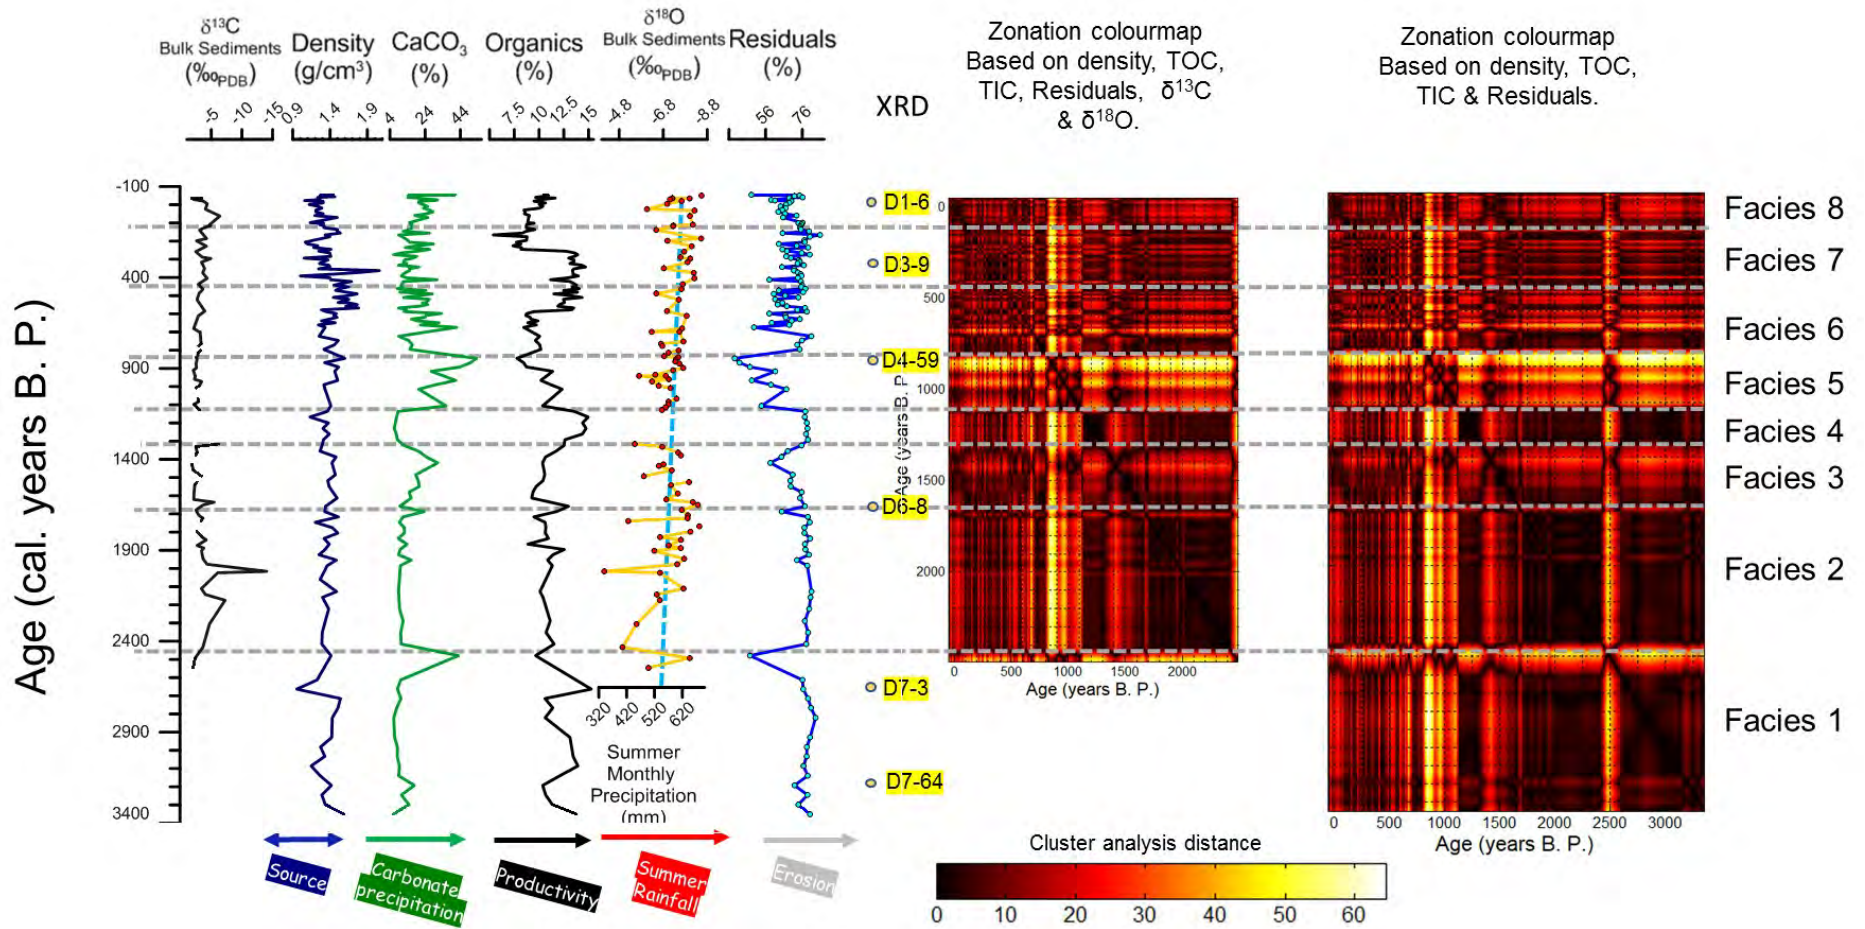 δ¹³C
Bulk Sediments
(‰PDB)
Density
(g/cm³)
CaCO₃
(%)
Organics
(%)
δ¹⁸O
Bulk Sediments
(‰PDB)
Residuals
(%)
XRD
Zonation colourmap
Based on density, TOC,
TIC, Residuals, δ¹³C
& δ¹⁸O.
Zonation colourmap
Based on density, TOC,
TIC & Residuals.
-5 -10 -15
0.9 1.4 1.9
4 24 44
7.5 10 12.5 15
-4.8 -6.8 -8.8
56 76
Age (cal. years B. P.)
-100
400
900
1400
1900
2400
2900
3400
D1-6
D3-9
D4-59
D6-8
D7-3
D7-64
0
500
1000
1500
2000
Age (years B. P.
0 500 1000 1500 2000
Age (years B. P.)
Facies 8
Facies 7
Facies 6
Facies 5
Facies 4
Facies 3
Facies 2
Facies 1
0 500 1000 1500 2000 2500 3000
Age (years B. P.)
320 420 520 620
Summer
Monthly
Precipitation
(mm)
Source
Carbonate
precipitation
Productivity
Summer
Rainfall
Erosion
Cluster analysis distance
0 10 20 30 40 50 60